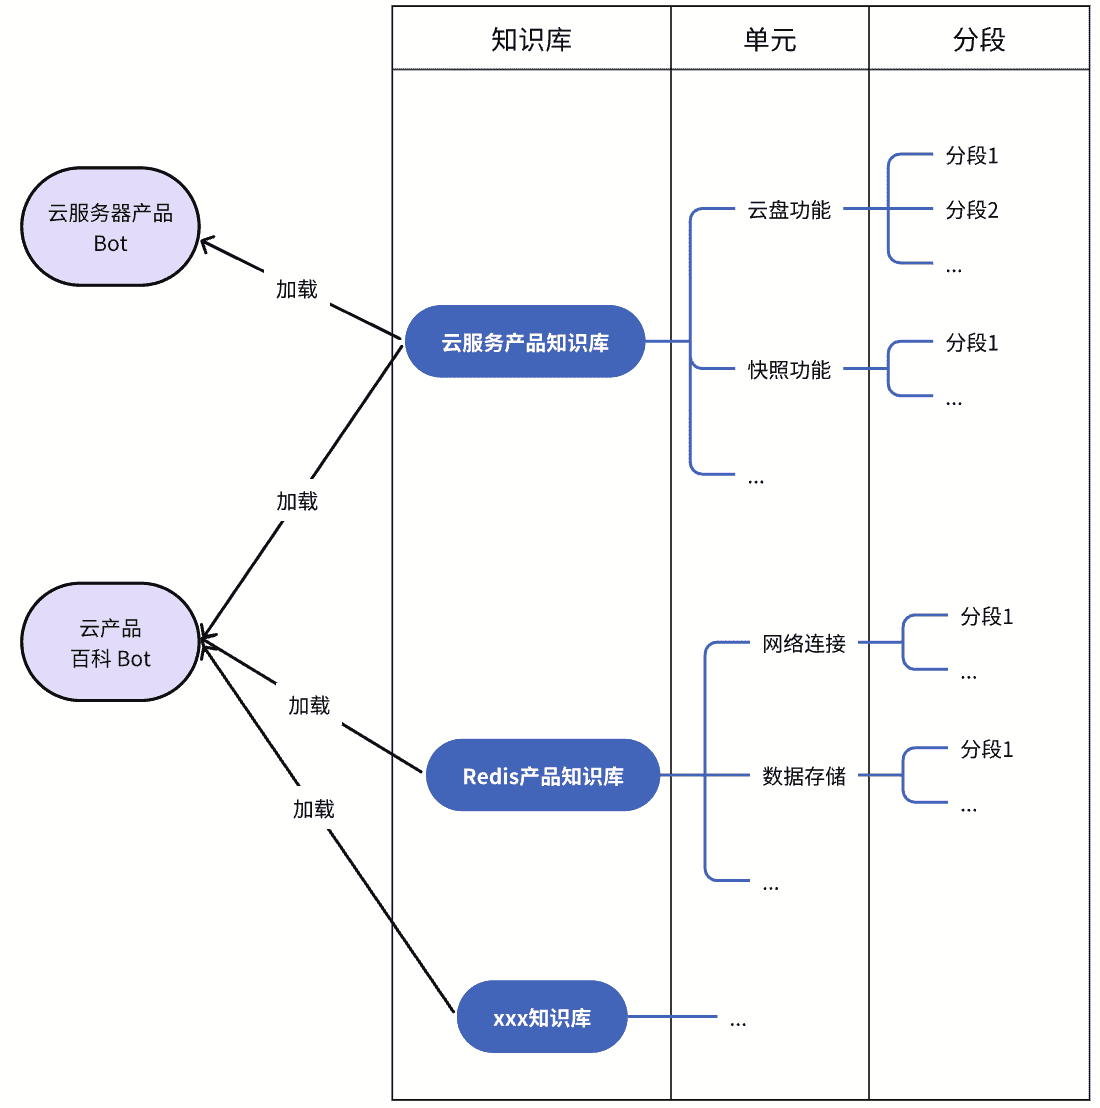 知识库
单元
分段
云服务器产品
Bot
加载
云服务产品知识库
云盘功能
分段1
分段2
...
快照功能
分段1
...
...
加载
云产品
百科 Bot
加载
Redis产品知识库
网络连接
分段1
...
数据存储
分段1
...
...
加载
xxx知识库
...